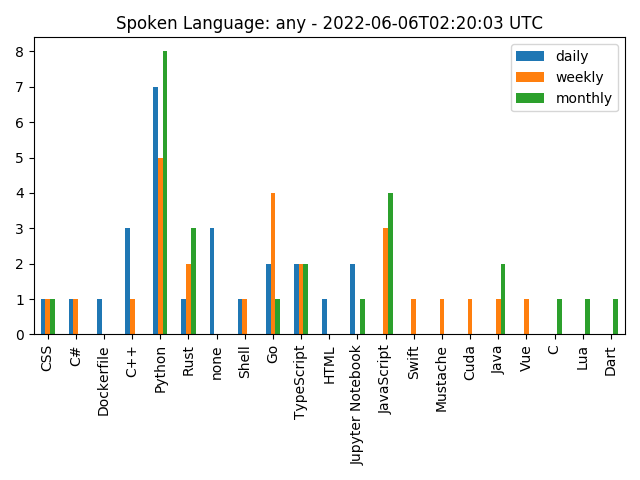 Spoken Language: any - 2022-06-06T02:20:03 UTC
daily
weekly
monthly
8
7
6
5
4
3
2
1
0
CSS
C#
Dockerfile
C++
Python
Rust
none
Shell
Go
TypeScript
HTML
Jupyter Notebook
JavaScript
Swift
Mustache
Cuda
Java
Vue
C
Lua
Dart